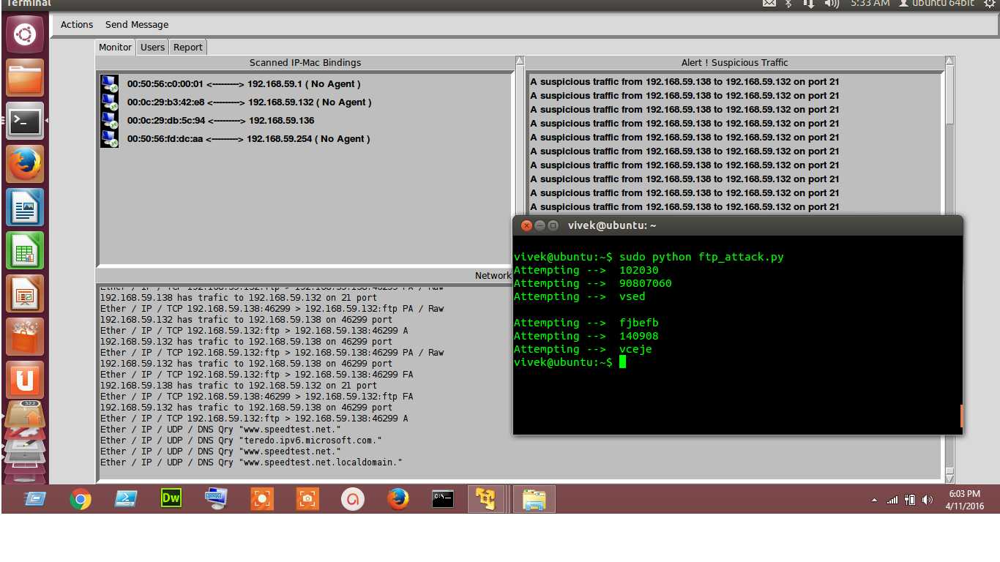 Terminal
5:33 AM
ubuntu 64bit
Actions Send Message
Monitor Users Report
Scanned IP-Mac Bindings
00:50:56:c0:00:01 <---------> 192.168.59.1 ( No Agent )
00:0c:29:b3:42:e8 <---------> 192.168.59.132 ( No Agent )
00:0c:29:db:5c:94 <---------> 192.168.59.136
00:50:56:fd:dc:aa <---------> 192.168.59.254 ( No Agent )
Alert ! Suspicious Traffic
A suspicious traffic from 192.168.59.138 to 192.168.59.132 on port 21
A suspicious traffic from 192.168.59.138 to 192.168.59.132 on port 21
A suspicious traffic from 192.168.59.138 to 192.168.59.132 on port 21
A suspicious traffic from 192.168.59.138 to 192.168.59.132 on port 21
A suspicious traffic from 192.168.59.138 to 192.168.59.132 on port 21
A suspicious traffic from 192.168.59.138 to 192.168.59.132 on port 21
A suspicious traffic from 192.168.59.138 to 192.168.59.132 on port 21
A suspicious traffic from 192.168.59.138 to 192.168.59.132 on port 21
A suspicious traffic from 192.168.59.138 to 192.168.59.132 on port 21
A suspicious traffic from 192.168.59.138 to 192.168.59.132 on port 21
vivek@ubuntu: ~
vivek@ubuntu:~$ sudo python ftp_attack.py
Attempting --> 102030
Attempting --> 90807060
Attempting --> vsed
Attempting --> fjbefb
Attempting --> 140908
Attempting --> vceje
vivek@ubuntu:~$
Network
Ether / IP / TCP 192.168.59.132:ftp > 192.168.59.138:46299 PA / Raw
192.168.59.138 has trafic to 192.168.59.132 on 21 port
Ether / IP / TCP 192.168.59.138:46299 > 192.168.59.132:ftp PA / Raw
192.168.59.132 has trafic to 192.168.59.138 on 46299 port
Ether / IP / TCP 192.168.59.132:ftp > 192.168.59.138:46299 A
192.168.59.132 has trafic to 192.168.59.138 on 46299 port
Ether / IP / TCP 192.168.59.132:ftp > 192.168.59.138:46299 PA / Raw
192.168.59.132 has trafic to 192.168.59.138 on 46299 port
Ether / IP / TCP 192.168.59.132:ftp > 192.168.59.138:46299 FA
192.168.59.138 has trafic to 192.168.59.132 on 21 port
Ether / IP / TCP 192.168.59.138:46299 > 192.168.59.132:ftp FA
192.168.59.132 has trafic to 192.168.59.138 on 46299 port
Ether / IP / TCP 192.168.59.132:ftp > 192.168.59.138:46299 A
Ether / IP / UDP / DNS Qry "www.speedtest.net."
Ether / IP / UDP / DNS Qry "teredo.ipv6.microsoft.com."
Ether / IP / UDP / DNS Qry "www.speedtest.net."
Ether / IP / UDP / DNS Qry "www.speedtest.net.localdomain."
322
Dw
C:\_
6:03 PM
4/11/2016